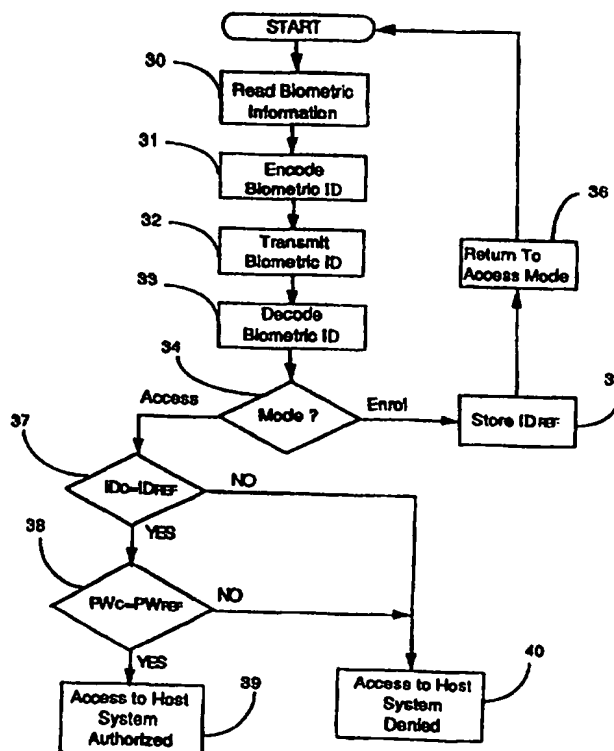 START
30
Read Biometric
Information
31
Encode
Biometric ID
32
Transmit
Biometric ID
33
Decode
Biometric ID
36
Return To
Access Mode
34
Mode ?
Access
Enrol
Store IDREF
3
37
IDC=IDREF
NO
YES
38
PWC=PWREF
NO
YES
39
Access to Host
System
Authorized
40
Access to Host
System
Denied